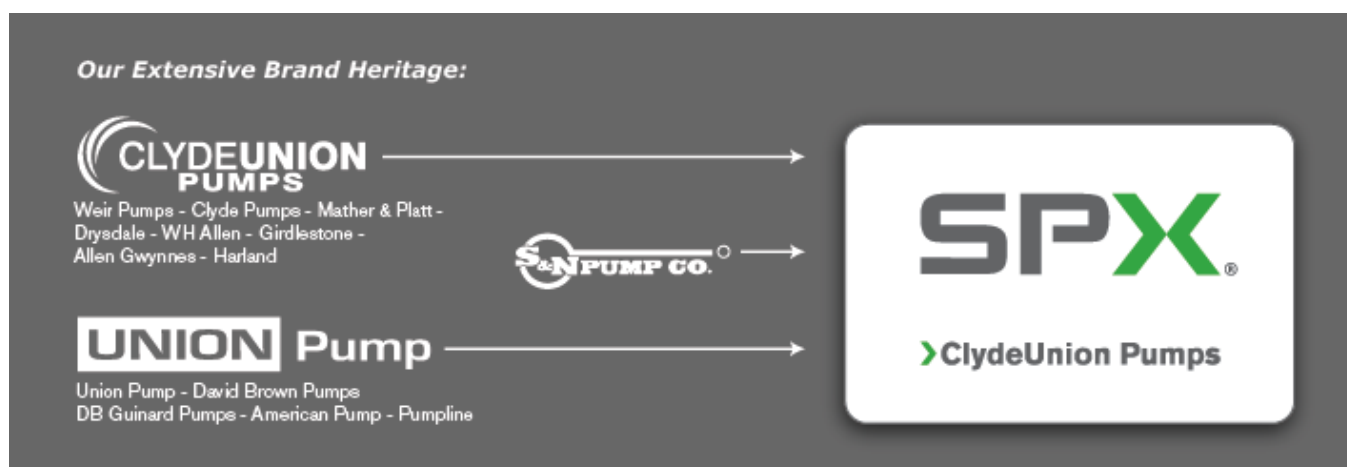 Our Extensive Brand Heritage:
CLYDEUNION
PUMPS
Weir Pumps - Clyde Pumps - Mather & Platt -
Drysdale - WH Allen - Girdlestone -
Allen Gwynnes - Harland
S&N PUMP CO.
UNION Pump
Union Pump - David Brown Pumps
DB Guinard Pumps - American Pump - Pumpline
SPX®
ClydeUnion Pumps